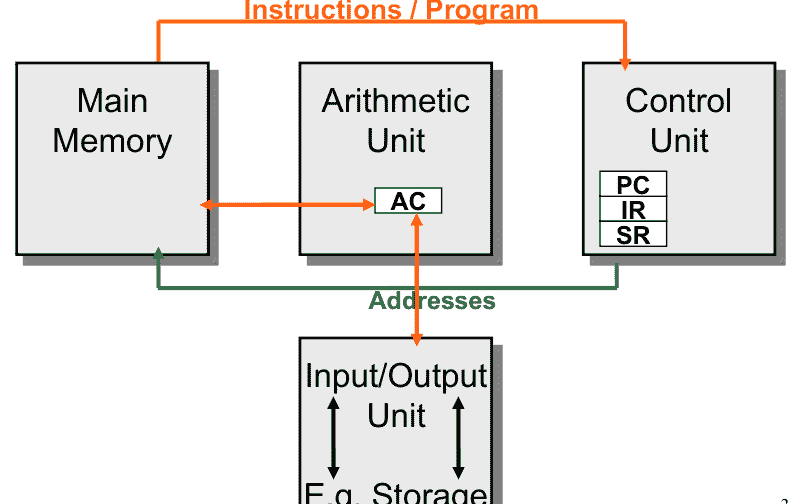 Instructions / Program
Main
Memory
Arithmetic
Unit
AC
Control
Unit
PC
IR
SR
Addresses
Input/Output
Unit
E.g. Storage